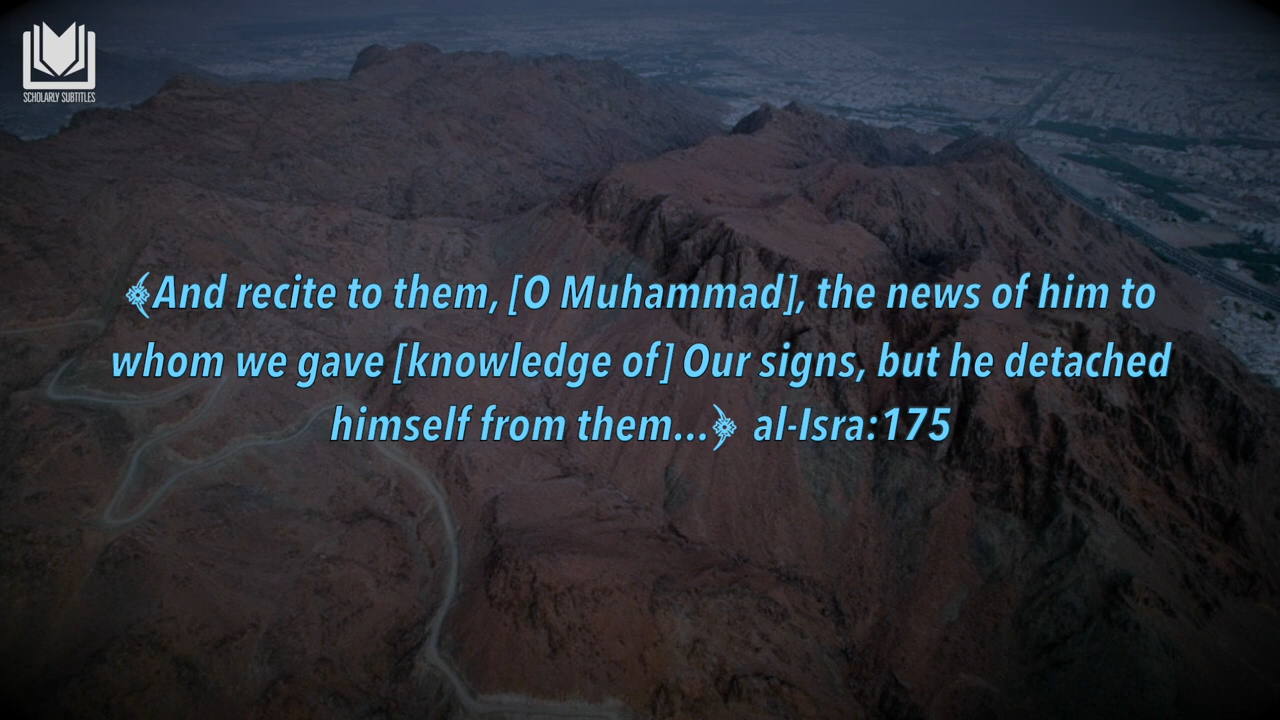 SCHOLARLY SUBTITLES
﴾And recite to them, [O Muhammad], the news of him to
whom we gave [knowledge of] Our signs, but he detached
himself from them...﴿ al-Isra:175